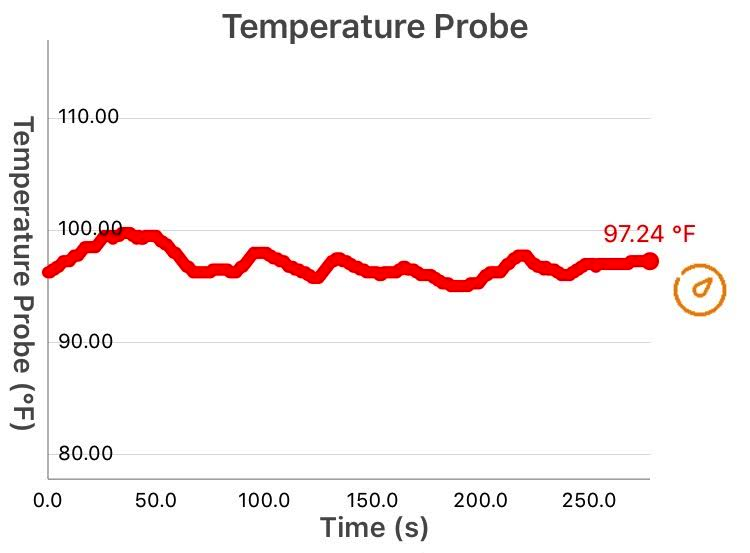 Temperature Probe
Temperature Probe (°F)
110.00
100.00
97.24 °F
90.00
80.00
0.0 50.0 100.0 150.0 200.0 250.0
Time (s)